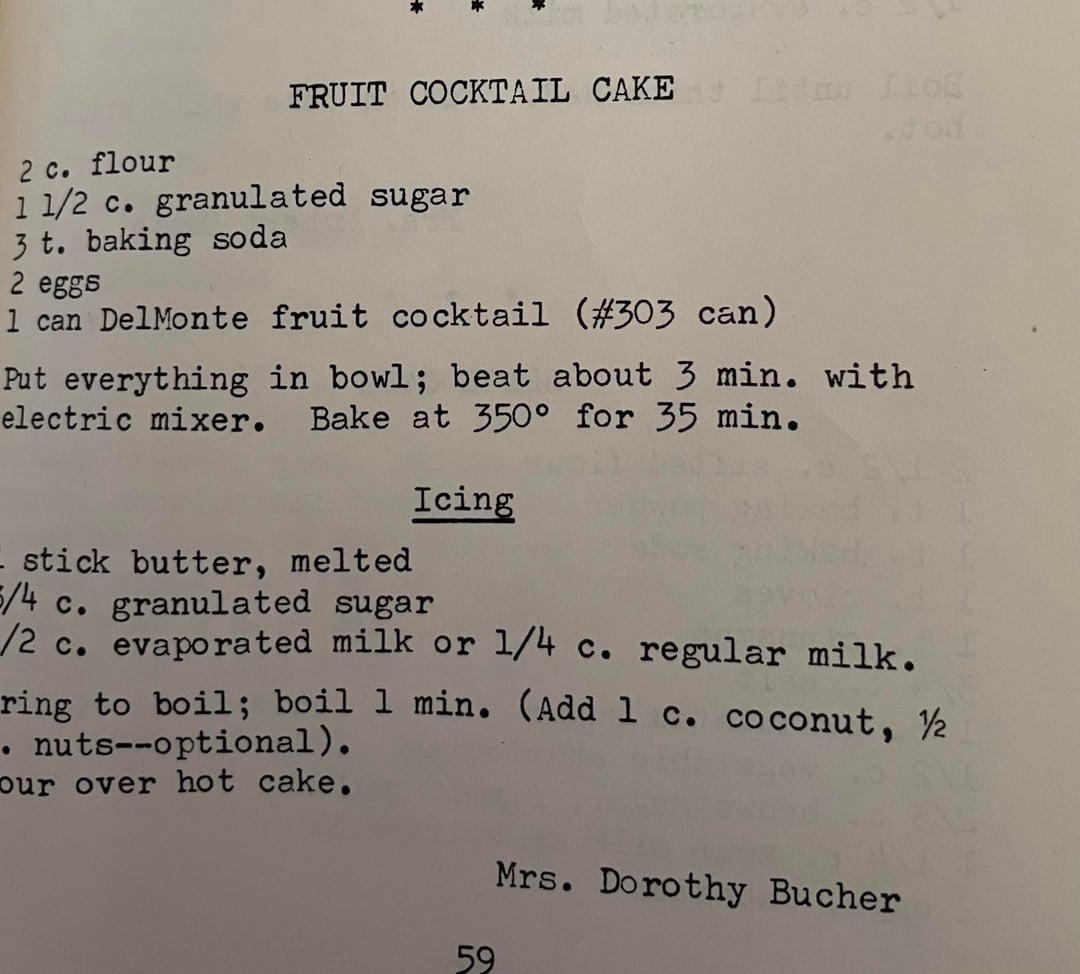 * * *
FRUIT COCKTAIL CAKE
2 c. flour
1 1/2 c. granulated sugar
3 t. baking soda
2 eggs
1 can DelMonte fruit cocktail (#303 can)
Put everything in bowl; beat about 3 min. with
electric mixer. Bake at 350° for 35 min.
Icing
stick butter, melted
/4 c. granulated sugar
/2 c. evaporated milk or 1/4 c. regular milk.
ring to boil; boil 1 min. (Add 1 c. coconut, ½
. nuts--optional).
our over hot cake.
Mrs. Dorothy Bucher
59